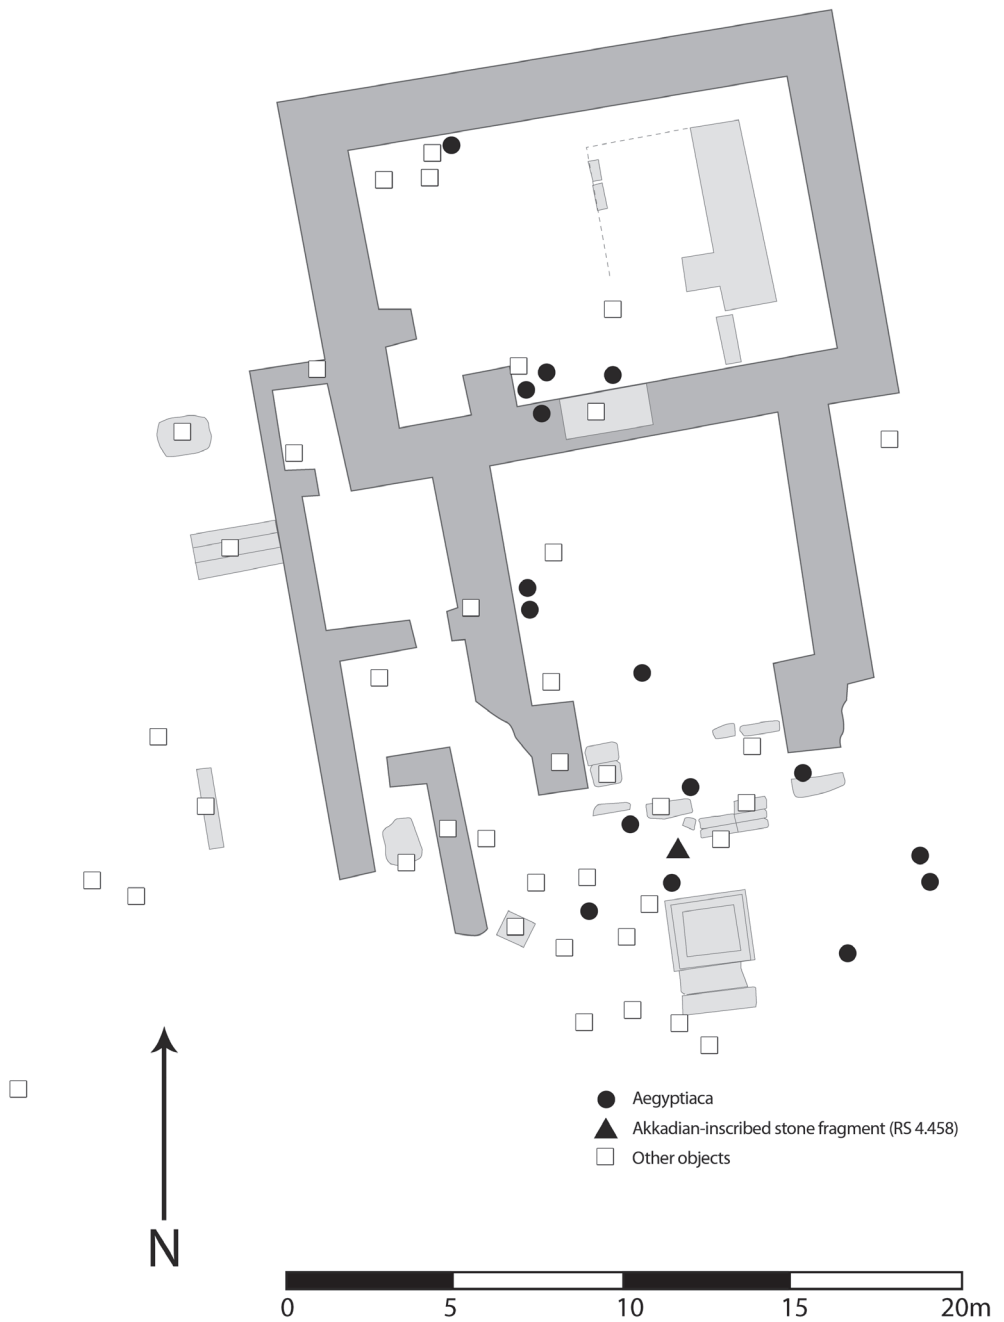 Aegyptiaca
Akkadian-inscribed stone fragment (RS 4.458)
Other objects
N
0 5 10 15 20m